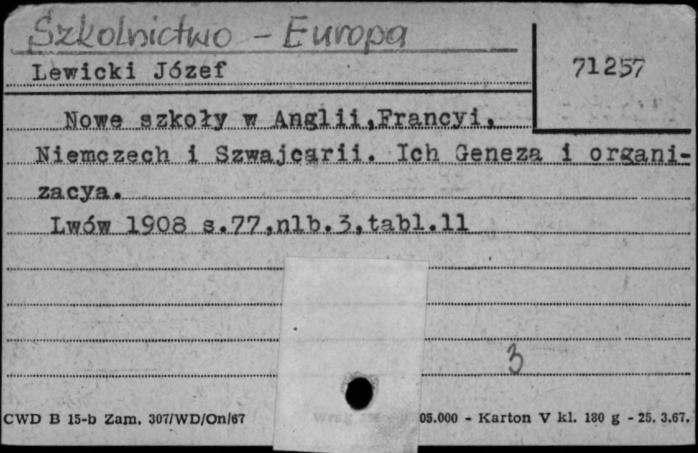 Szkolnictwo - Europa
Lewicki Józef
71257
Nowe szkoły w Anglii,Francyi,
Niemczech i Szwajcarii. Ich Geneza i organi-
zacya.
Lwów 1908 s.77,nlb.3,tabl.11
3
CWD B 15-b Zam. 307/WD/On/67 05.000 - Karton V kl. 180 g - 25. 3.67.